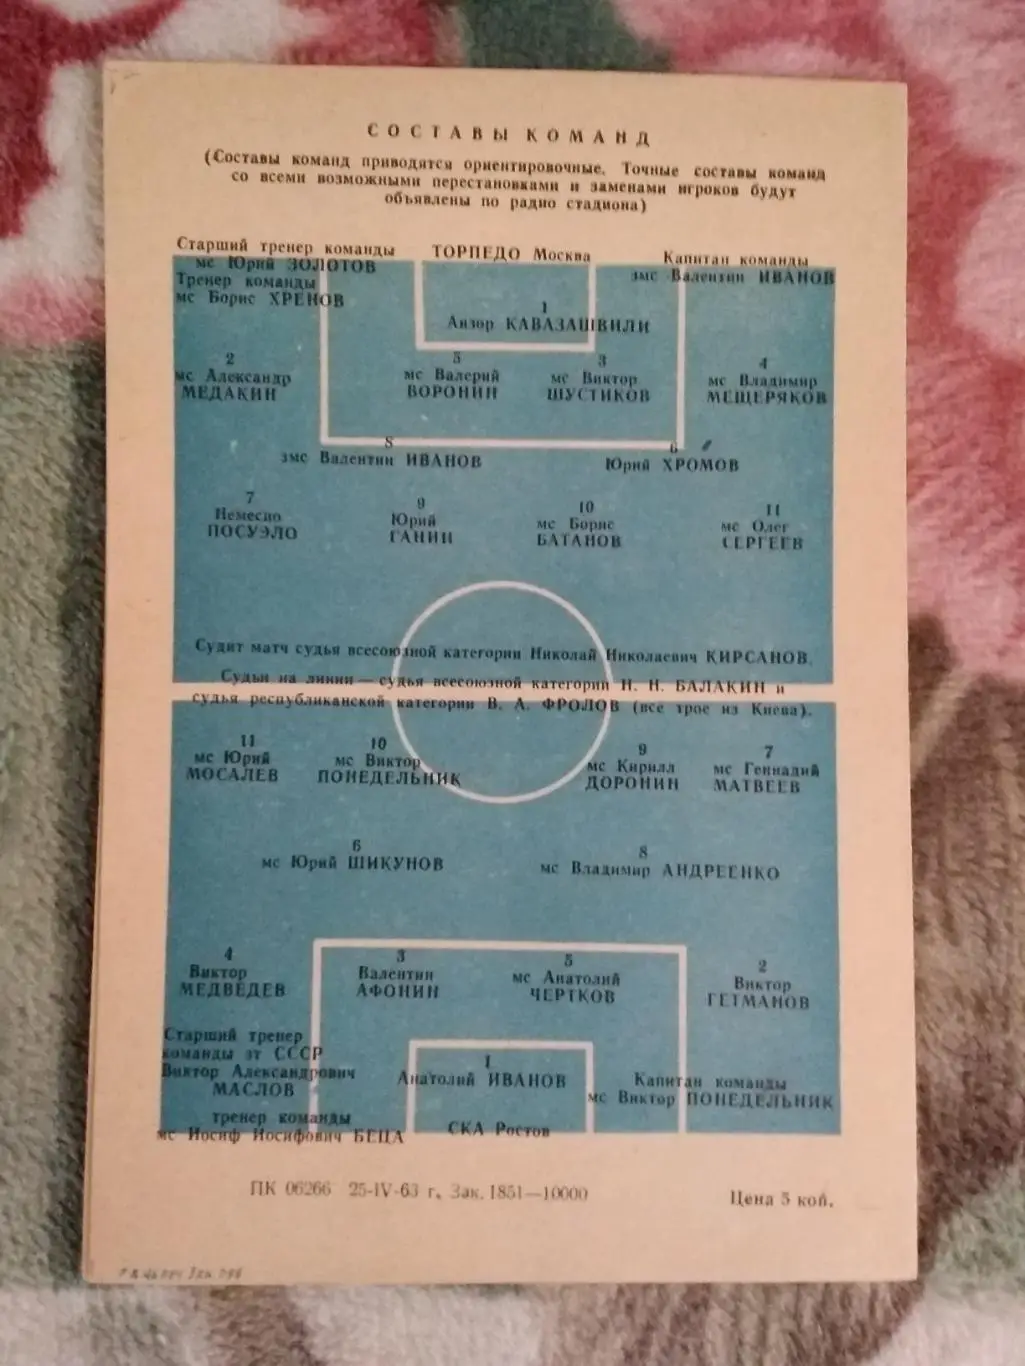 СОСТАВЫ КОМАНД
(Составы команд приводятся ориентировочные. Точные составы команд
со всеми возможными перестановками и заменами игроков будут
объявлены по радио стадиона)
Старший тренер команды
мс Юрий ЗОЛОТОВ
Тренер команды
мс Борис ХРЕНОВ
ТОРПЕДО Москва
Капитан команды
змс Валентин ИВАНОВ
1
Анзор КАВАЗАШВИЛИ
2
мс Александр
МЕДАКИН
5
мс Валерий
ВОРОНИН
3
мс Виктор
ШУСТИКОВ
4
мс Владимир
МЕЩЕРЯКОВ
8
змс Валентин ИВАНОВ
6
Юрий ХРОМОВ
7
Немесио
ПОСУЭЛО
9
Юрий
ГАНИН
10
мс Борис
БАТАНОВ
11
мс Олег
СЕРГЕЕВ
Судит матч судья всесоюзной категории Николай Николаевич КИРСАНОВ.
Судьи на линии — судья всесоюзной категории Н. Н. БАЛАКИН и
судья республиканской категории В. А. ФРОЛОВ (все трое из Киева).
11
мс Юрий
МОСАЛЕВ
10
мс Виктор
ПОНЕДЕЛЬНИК
9
мс Кирилл
ДОРОНИН
7
мс Геннадий
МАТВЕЕВ
6
мс Юрий ШИКУНОВ
8
мс Владимир АНДРЕЕНКО
4
Виктор
МЕДВЕДЕВ
3
Валентин
АФОНИН
5
мс Анатолий
ЧЕРТКОВ
2
Виктор
ГЕТМАНОВ
Старший тренер
команды зт СССР
Виктор Александрович
МАСЛОВ
тренер команды
мс Иосиф Иосифович БЕЦА
1
Анатолий ИВАНОВ
СКА Ростов
Капитан команды
мс Виктор ПОНЕДЕЛЬНИК
ПК 06266 25-IV-63 г. Зак. 1851—10000
Цена 5 коп.